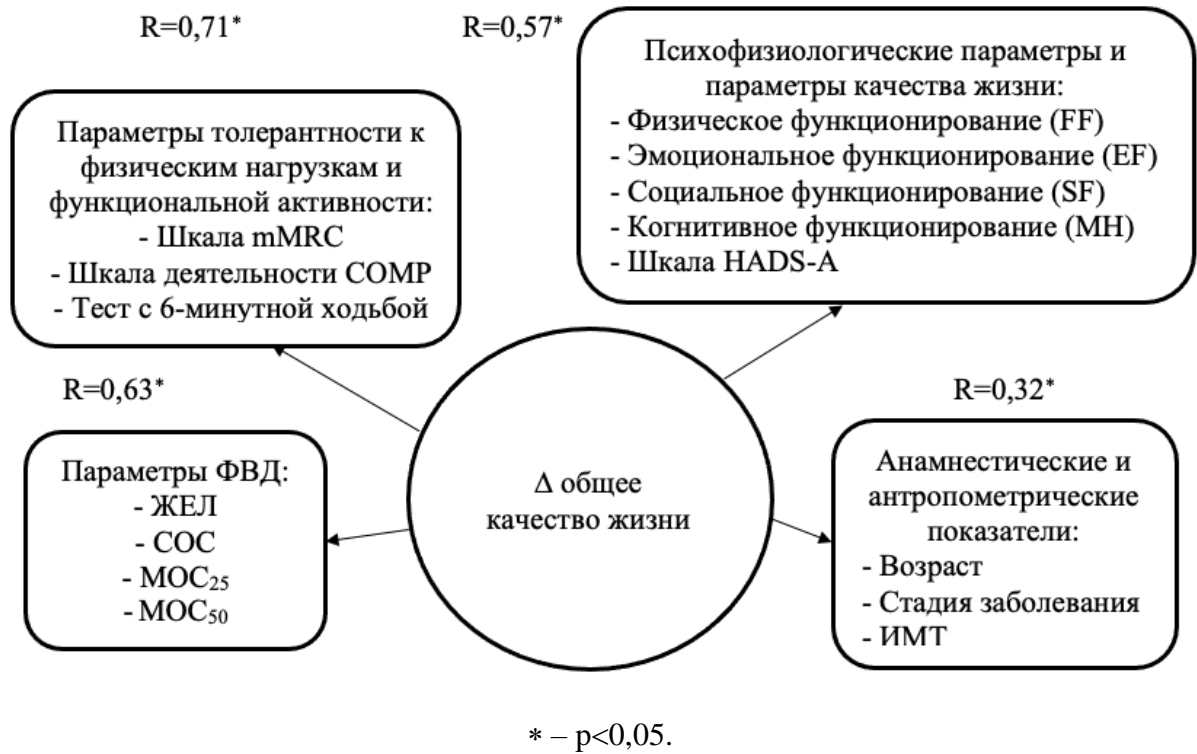 R=0,71*
Параметры толерантности к
физическим нагрузкам и
функциональной активности:
- Шкала mMRC
- Шкала деятельности COMP
- Тест с 6-минутной ходьбой
R=0,57*
Психофизиологические параметры и
параметры качества жизни:
- Физическое функционирование (FF)
- Эмоциональное функционирование (EF)
- Социальное функционирование (SF)
- Когнитивное функционирование (MH)
- Шкала HADS-A
R=0,63*
Параметры ФВД:
- ЖЕЛ
- СОС
- МОС₂₅
- МОС₅₀
Δ общее
качество жизни
R=0,32*
Анамнестические и
антропометрические
показатели:
- Возраст
- Стадия заболевания
- ИМТ
* – p<0,05.